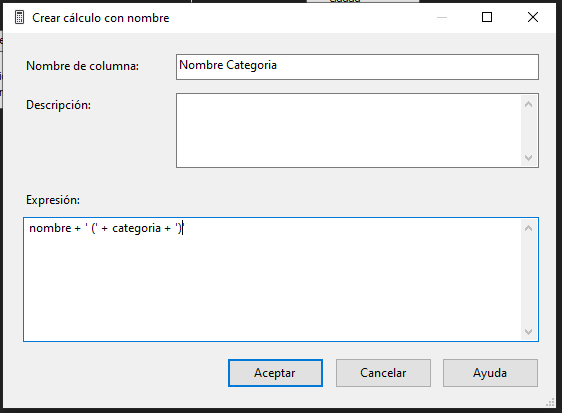 Crear cálculo con nombre
Nombre de columna:
Nombre Categoria
Descripción:
Expresión:
nombre + ' (' + categoria + ')'
Aceptar
Cancelar
Ayuda